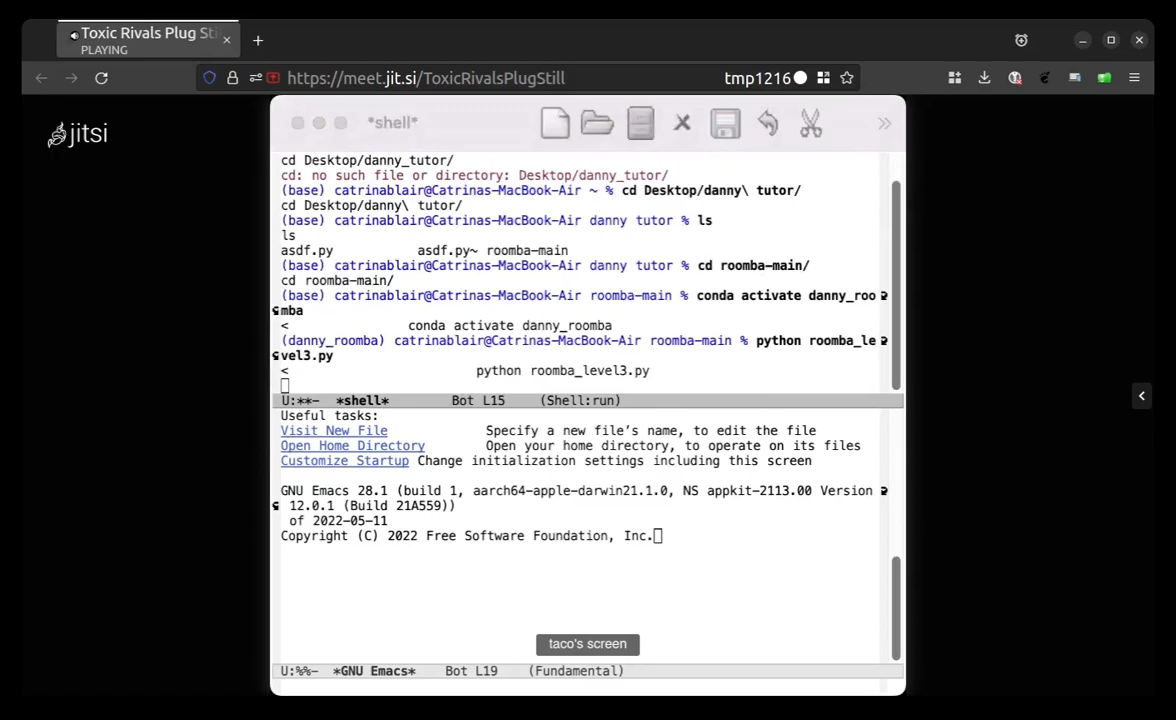 Toxic Rivals Plug Sti
PLAYING
https://meet.jit.si/ToxicRivalsPlugStill
tmp1216
jitsi
*shell*
cd Desktop/danny_tutor/
cd: no such file or directory: Desktop/danny_tutor/
(base) catrinablair@Catrinas-MacBook-Air ~ % cd Desktop/danny\ tutor/
cd Desktop/danny\ tutor/
(base) catrinablair@Catrinas-MacBook-Air danny tutor % ls
ls
asdf.py asdf.py~ roomba-main
(base) catrinablair@Catrinas-MacBook-Air danny tutor % cd roomba-main/
cd roomba-main/
(base) catrinablair@Catrinas-MacBook-Air roomba-main % conda activate danny_roo
mba
< conda activate danny_roomba
(danny_roomba) catrinablair@Catrinas-MacBook-Air roomba-main % python roomba_le
vel3.py
< python roomba_level3.py
U:**- *shell* Bot L15 (Shell:run)
Useful tasks:
Visit New File Specify a new file's name, to edit the file
Open Home Directory Open your home directory, to operate on its files
Customize Startup Change initialization settings including this screen
GNU Emacs 28.1 (build 1, aarch64-apple-darwin21.1.0, NS appkit-2113.00 Version
12.0.1 (Build 21A559))
of 2022-05-11
Copyright (C) 2022 Free Software Foundation, Inc.
taco's screen
U:%%- *GNU Emacs* Bot L19 (Fundamental)